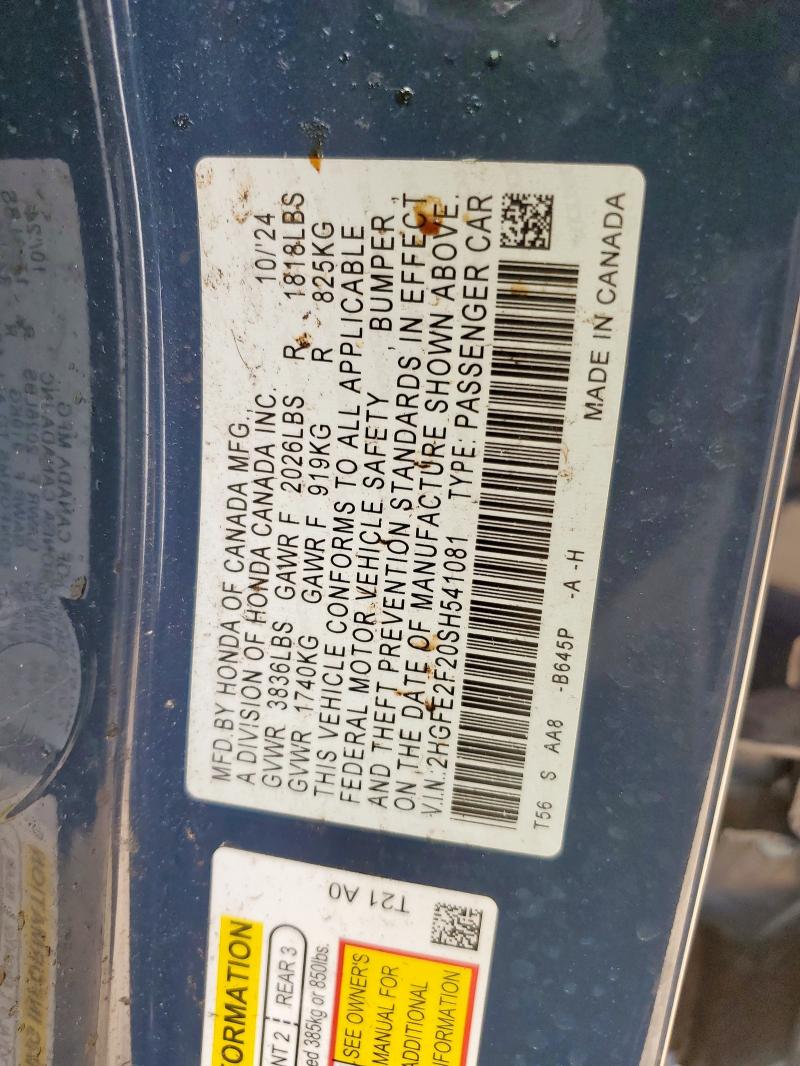 MFD.BY HONDA OF CANADA MFG.,
A DIVISION OF HONDA CANADA INC. 10/'24
GVWR 3836LBS GAWR F 2026LBS R 1818LBS
GVWR 1740KG GAWR F 919KG R 825KG
THIS VEHICLE CONFORMS TO ALL APPLICABLE
FEDERAL MOTOR VEHICLE SAFETY , BUMPER,
AND THEFT PREVENTION STANDARDS IN EFFECT
ON THE DATE OF MANUFACTURE SHOWN ABOVE.
V.I.N.:2HGFE2F20SH541081 TYPE: PASSENGER CAR
T56 S AA8 -B645P -A -H
MADE IN CANADA
T21 A0
ORMATION
NT 2 REAR 3
ed 385kg or 850lbs.
SEE OWNER'S
MANUAL FOR
ADDITIONAL
NFORMATION